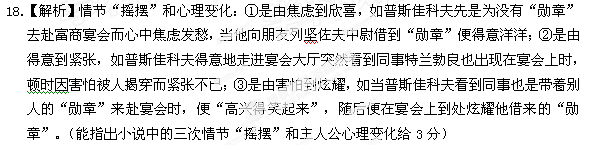 18.【解析】情节“摇摆”和心理变化：①是由焦虑到欣喜，如普斯佳科夫先是为没有“勋章”
去赴富商宴会而心中焦虑发愁，当他向朋友列坚佐夫中尉借到“勋章”便得意洋洋；②是由
得意到紧张，如普斯佳科夫得意地走进宴会大厅突然看到同事特兰勃良也出现在宴会上时，
顿时因害怕被人揭穿而紧张不已；③是由害怕到炫耀，如当普斯佳科夫看到同事也是带着别
人的“勋章”来赴宴会时，便“高兴得笑起来”，随后便在宴会上到处炫耀他借来的“勋
章”。（能指出小说中的三次情节“摇摆”和主人公心理变化给 3 分）